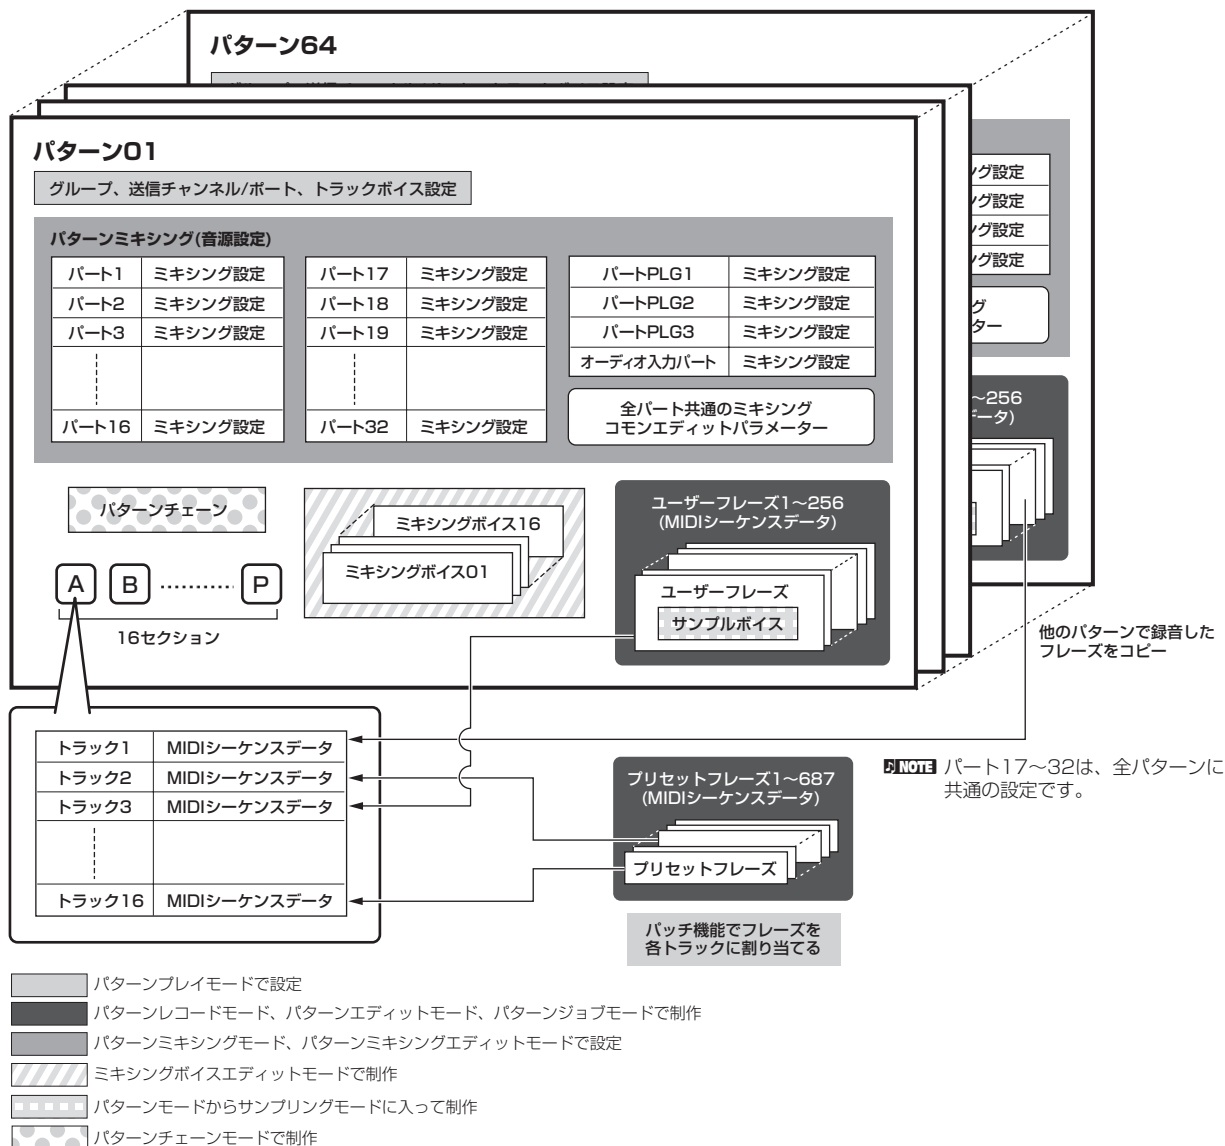 パターン64
パターン01
グループ、送信チャンネル/ポート、トラックボイス設定
パターンミキシング(音源設定)
パート1 ミキシング設定
パート2 ミキシング設定
パート3 ミキシング設定
パート16 ミキシング設定
パート17 ミキシング設定
パート18 ミキシング設定
パート19 ミキシング設定
パート32 ミキシング設定
パートPLG1 ミキシング設定
パートPLG2 ミキシング設定
パートPLG3 ミキシング設定
オーディオ入力パート ミキシング設定
全パート共通のミキシング
コモンエディットパラメーター
ング設定
ング設定
ング設定
ング設定
グ
ター
~256
データ)
パターンチェーン
A B P
16セクション
ミキシングボイス16
ミキシングボイス01
ユーザーフレーズ1~256
(MIDIシーケンスデータ)
ユーザーフレーズ
サンプルボイス
他のパターンで録音した
フレーズをコピー
トラック1 MIDIシーケンスデータ
トラック2 MIDIシーケンスデータ
トラック3 MIDIシーケンスデータ
トラック16 MIDIシーケンスデータ
プリセットフレーズ1~687
(MIDIシーケンスデータ)
プリセットフレーズ
パッチ機能でフレーズを
各トラックに割り当てる
NOTE パート17~32は、全パターンに
共通の設定です。
パターンプレイモードで設定
パターンレコードモード、パターンエディットモード、パターンジョブモードで制作
パターンミキシングモード、パターンミキシングエディットモードで設定
ミキシングボイスエディットモードで制作
パターンモードからサンプリングモードに入って制作
パターンチェーンモードで制作